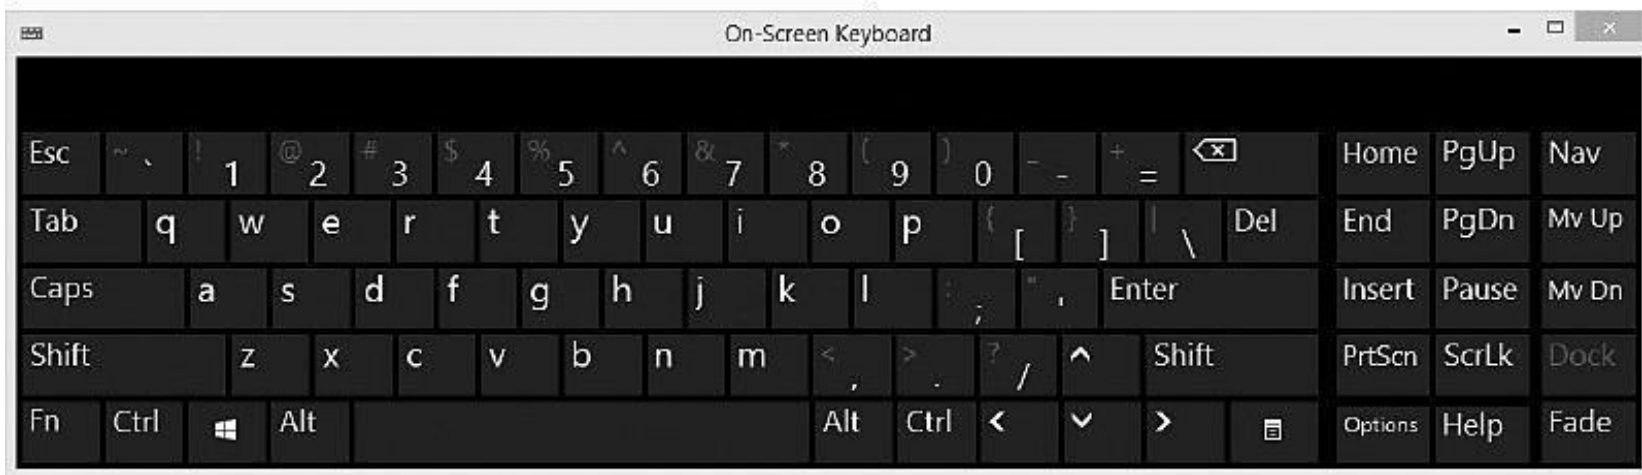 On-Screen Keyboard
Esc ~ ` ! 1 @ 2 # 3 $ 4 % 5 ^ 6 & 7 * 8 ( 9 ) 0 _ - + = Home PgUp Nav
Tab q w e r t y u i o p { [ } ] | \ Del End PgDn Mv Up
Caps a s d f g h j k l : ; " ' Enter Insert Pause Mv Dn
Shift z x c v b n m < , > . ? / Shift PrtScn ScrLk Dock
Fn Ctrl Alt Alt Ctrl Options Help Fade